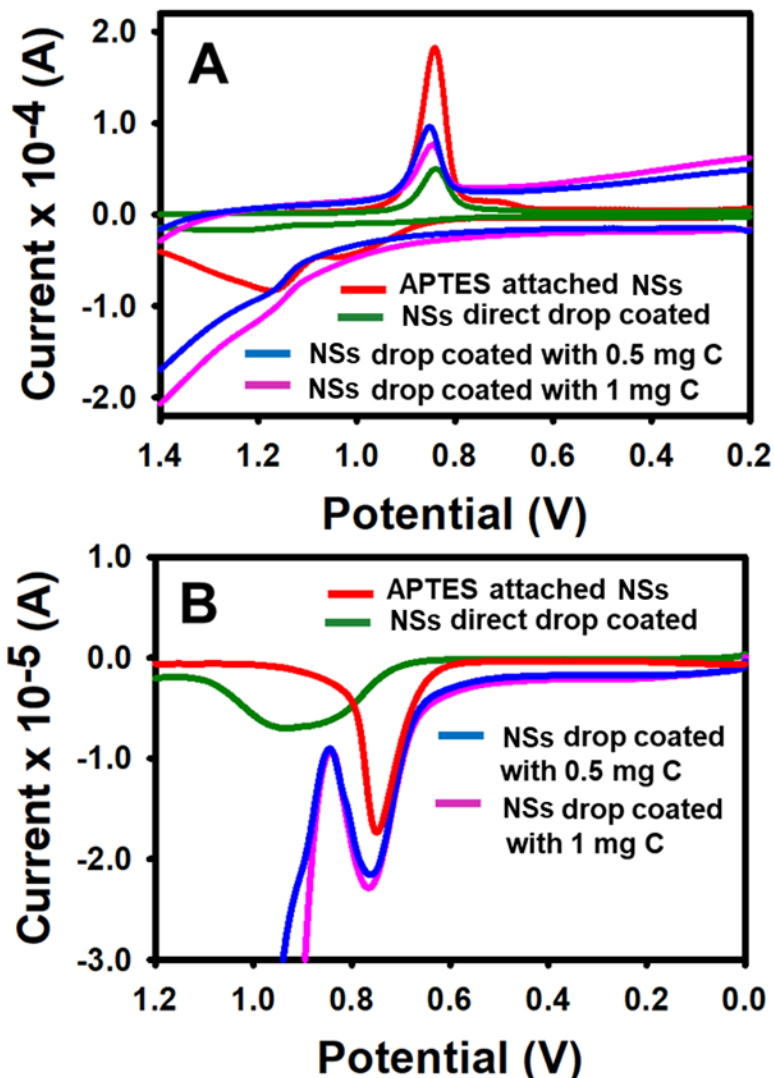 A
Current x 10-4 (A)
2.0
1.0
0.0
-1.0
-2.0
APTES attached NSs
NSs direct drop coated
NSs drop coated with 0.5 mg C
NSs drop coated with 1 mg C
1.4 1.2 1.0 0.8 0.6 0.4 0.2
Potential (V)
B
Current x 10-5 (A)
1.0
0.0
-1.0
-2.0
-3.0
APTES attached NSs
NSs direct drop coated
NSs drop coated
with 0.5 mg C
NSs drop coated
with 1 mg C
1.2 1.0 0.8 0.6 0.4 0.2 0.0
Potential (V)